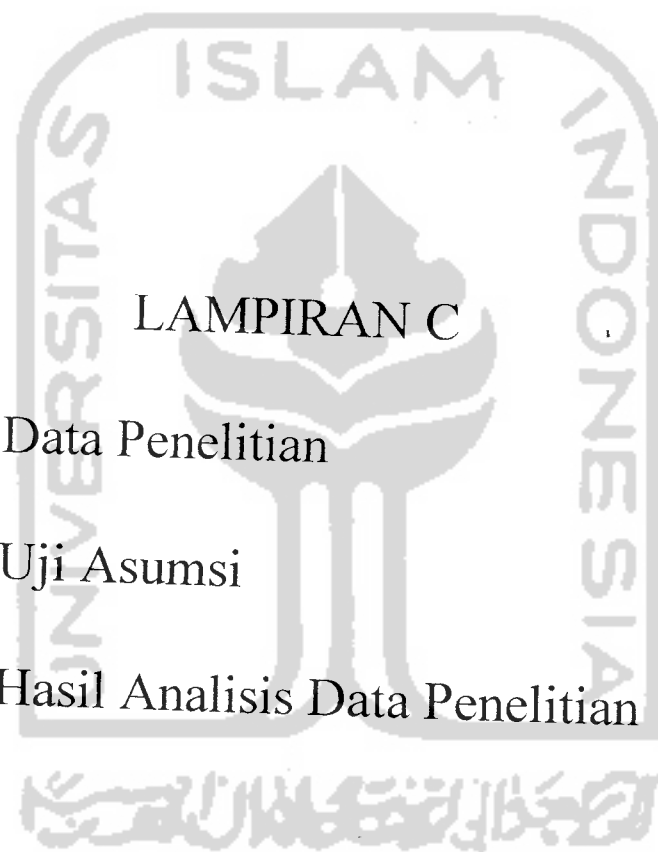 ISLAM
UNIVERSITAS
INDONESIA
LAMPIRAN C
Data Penelitian
Uji Asumsi
Hasil Analisis Data Penelitian